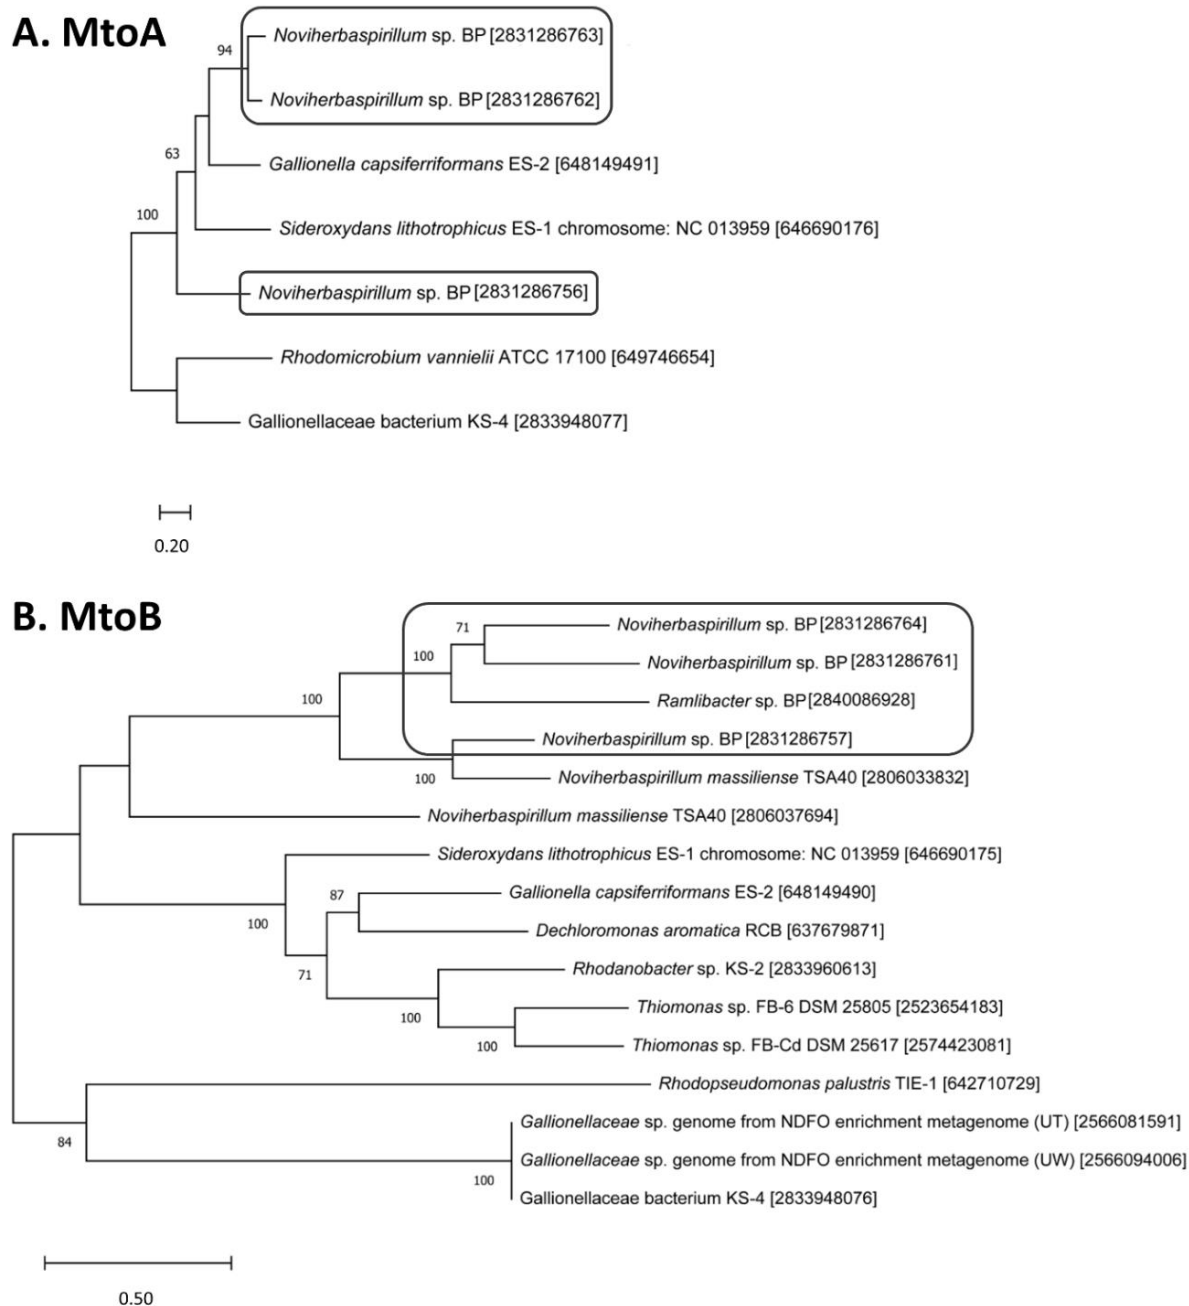 A. MtoA
94
Noviherbaspirillum sp. BP [2831286763]
Noviherbaspirillum sp. BP [2831286762]
63
Gallionella capsiferriformans ES-2 [648149491]
100
Sideroxydans lithotrophicus ES-1 chromosome: NC 013959 [646690176]
Noviherbaspirillum sp. BP [2831286756]
Rhodomicrobium vannielii ATCC 17100 [649746654]
Gallionellaceae bacterium KS-4 [2833948077]
0.20
B. MtoB
71
Noviherbaspirillum sp. BP [2831286764]
100
Noviherbaspirillum sp. BP [2831286761]
100
Ramlibacter sp. BP [2840086928]
Noviherbaspirillum sp. BP [2831286757]
100
Noviherbaspirillum massiliense TSA40 [2806033832]
Noviherbaspirillum massiliense TSA40 [2806037694]
Sideroxydans lithotrophicus ES-1 chromosome: NC 013959 [646690175]
87
Gallionella capsiferriformans ES-2 [648149490]
100
Dechloromonas aromatica RCB [637679871]
71
Rhodanobacter sp. KS-2 [2833960613]
100
Thiomonas sp. FB-6 DSM 25805 [2523654183]
100
Thiomonas sp. FB-Cd DSM 25617 [2574423081]
Rhodopseudomonas palustris TIE-1 [642710729]
84
Gallionellaceae sp. genome from NDFO enrichment metagenome (UT) [2566081591]
Gallionellaceae sp. genome from NDFO enrichment metagenome (UW) [2566094006]
100
Gallionellaceae bacterium KS-4 [2833948076]
0.50